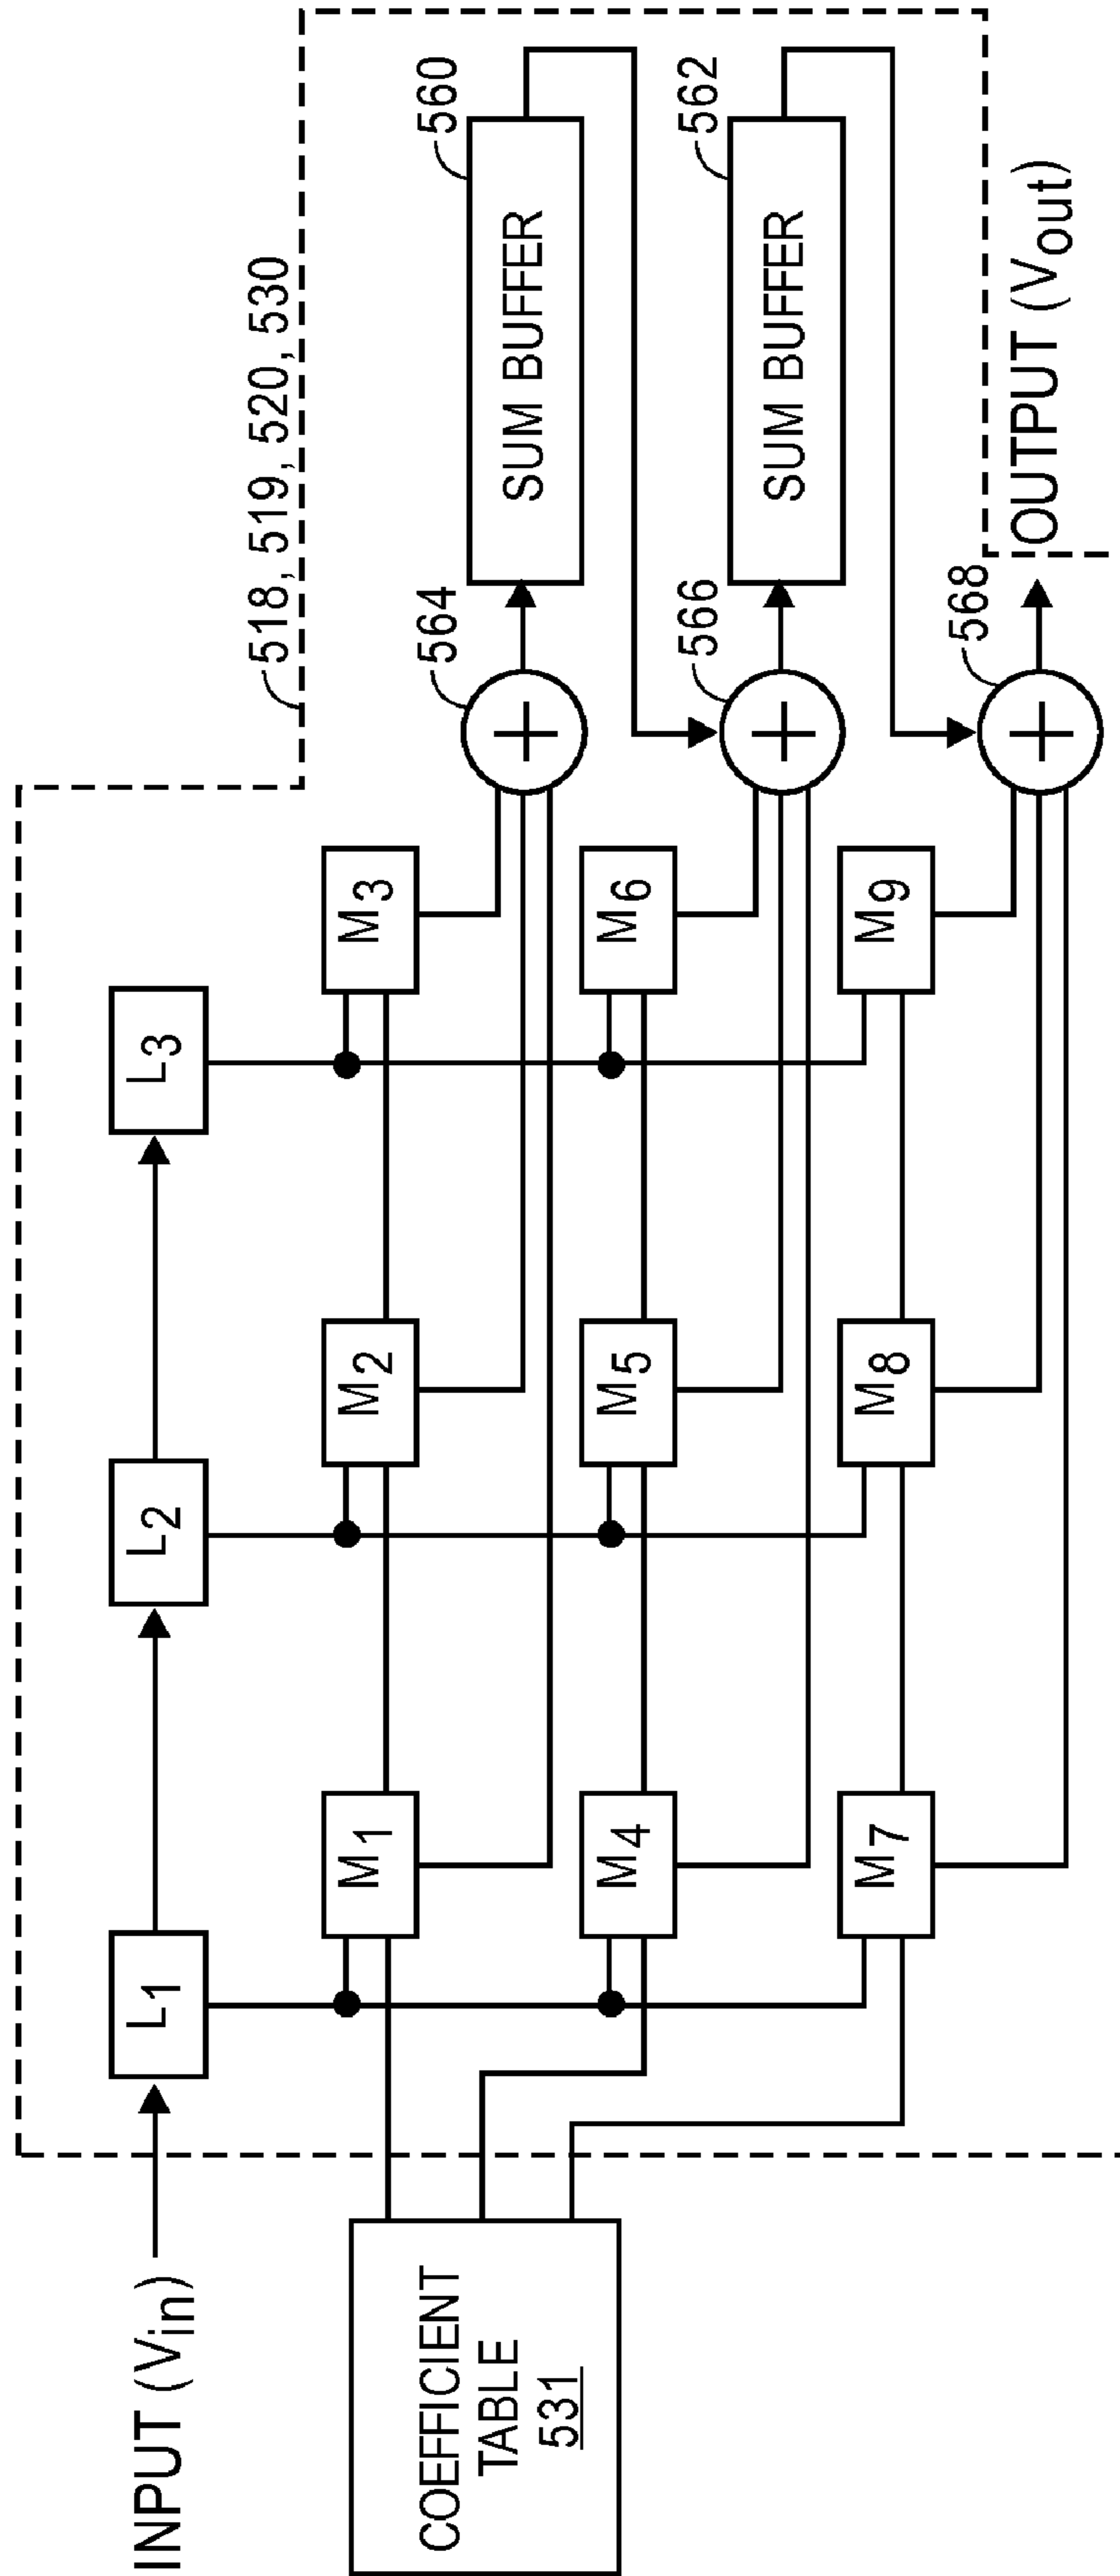 518, 519, 520, 530
INPUT (Vin)
L1
L2
L3
COEFFICIENT
TABLE
531
M1
M2
M3
564
SUM BUFFER
560
M4
M5
M6
566
SUM BUFFER
562
M7
M8
M9
568
OUTPUT (Vout)